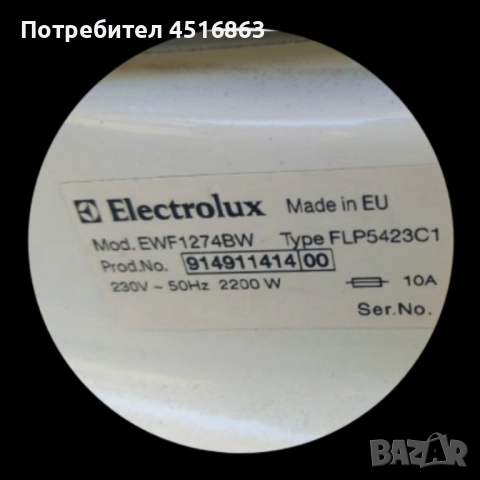 Потребител 4516863
Electrolux Made in EU
Mod. EWF1274BW Type FLP5423C1
Prod.No. 914911414 00
230V ~ 50Hz 2200 W 10A
Ser.No.
BAZAR